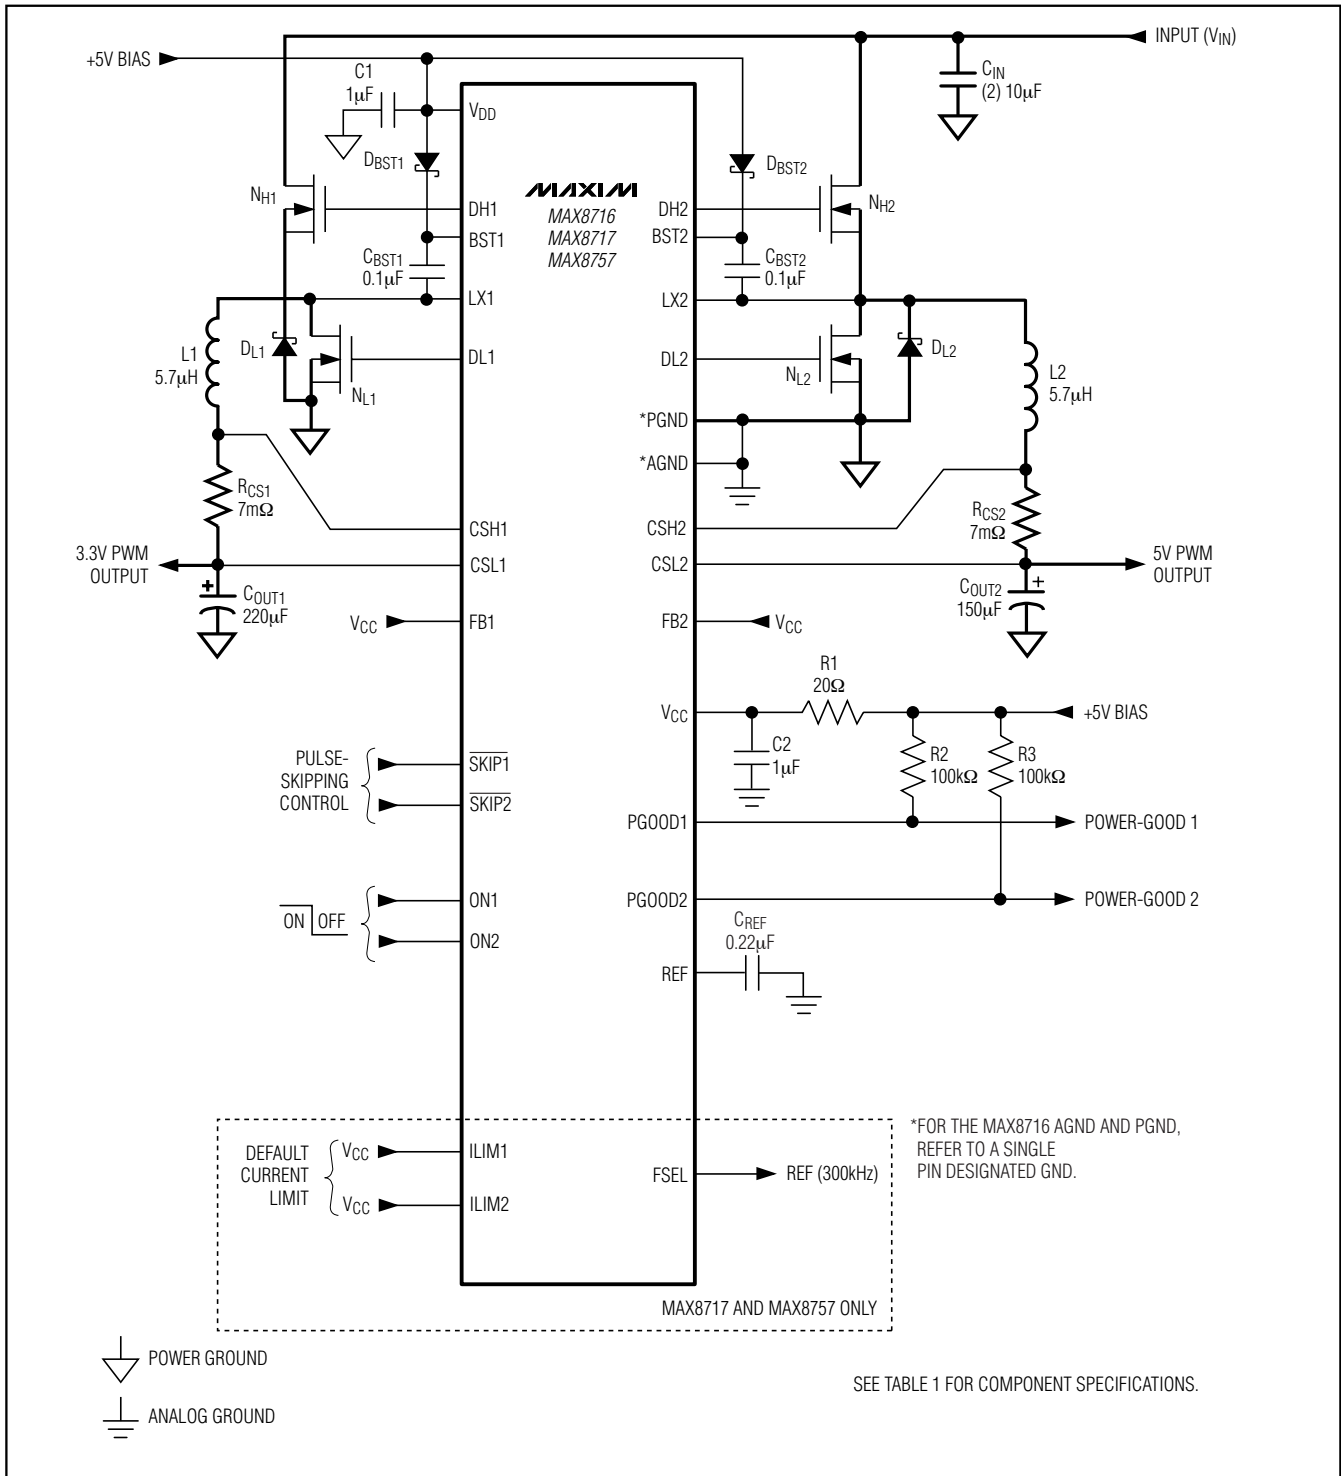 INPUT (VIN)
+5V BIAS
C1
1µF
CIN
(2) 10µF
VDD
DBST1
DBST2
MAXIM
MAX8716
MAX8717
MAX8757
NH1
DH1
DH2
NH2
BST1
BST2
CBST1
0.1µF
CBST2
0.1µF
LX1
LX2
L1
5.7µH
DL1
NL1
DL1
DL2
NL2
DL2
L2
5.7µH
*PGND
*AGND
RCS1
7mΩ
RCS2
7mΩ
CSH1
CSH2
3.3V PWM
OUTPUT
CSL1
CSL2
5V PWM
OUTPUT
+
COUT1
220µF
COUT2
150µF
+
VCC
FB1
FB2
VCC
R1
20Ω
VCC
+5V BIAS
C2
1µF
R2
100kΩ
R3
100kΩ
PULSE-
SKIPPING
CONTROL
SKIP1
SKIP2
PGOOD1
POWER-GOOD 1
ON OFF
ON1
ON2
PGOOD2
POWER-GOOD 2
CREF
0.22µF
REF
DEFAULT
CURRENT
LIMIT
VCC
VCC
ILIM1
ILIM2
FSEL
REF (300kHz)
*FOR THE MAX8716 AGND AND PGND,
REFER TO A SINGLE
PIN DESIGNATED GND.
MAX8717 AND MAX8757 ONLY
POWER GROUND
ANALOG GROUND
SEE TABLE 1 FOR COMPONENT SPECIFICATIONS.